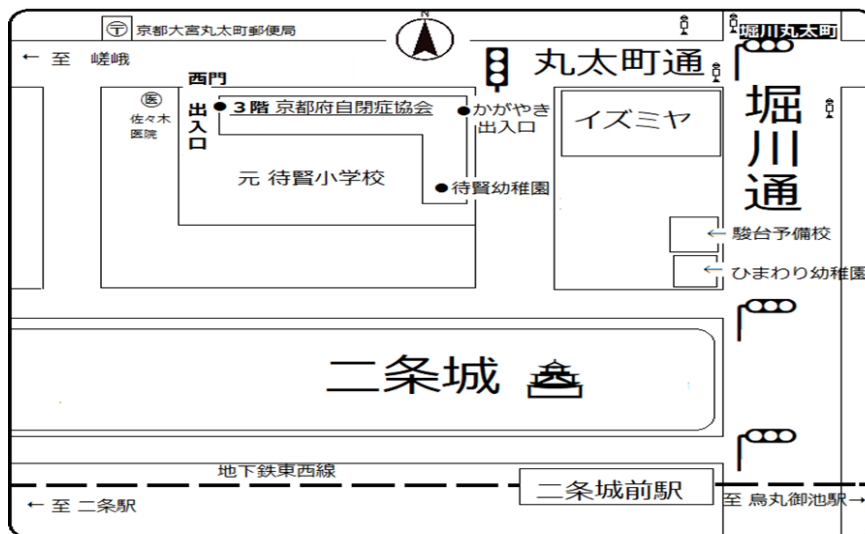 〒 京都大宮丸太町郵便局
N
堀川丸太町
← 至 嵯峨
丸太町通
西門
医
佐々木
医院
出入口
3階 京都府自閉症協会
かがやき
出入口
イズミヤ
堀川通
元 待賢小学校
待賢幼稚園
← 駿台予備校
← ひまわり幼稚園
二条城
地下鉄東西線
二条城前駅
← 至 二条駅
至 烏丸御池駅→